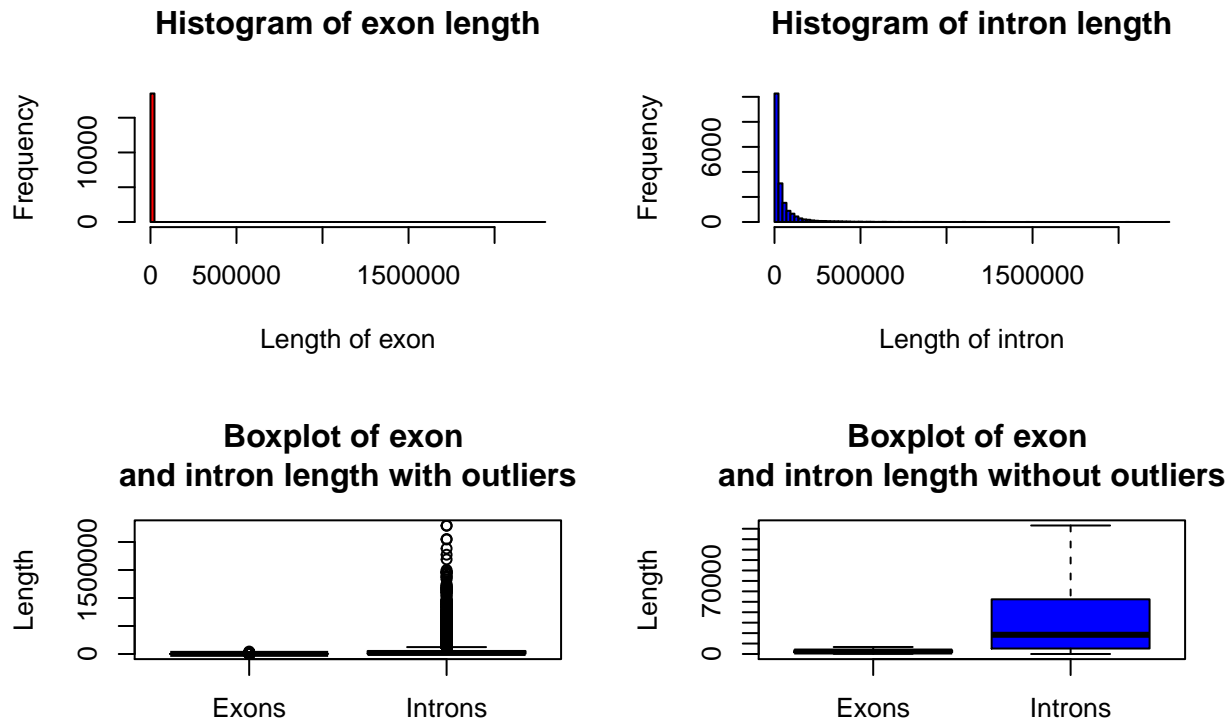 Histogram of exon length
Frequency
0 10000
0 500000 1500000
Length of exon
Histogram of intron length
Frequency
0 6000
0 500000 1500000
Length of intron
Boxplot of exon
and intron length with outliers
Length
0 1500000
Exons Introns
Boxplot of exon
and intron length without outliers
Length
0 70000
Exons Introns